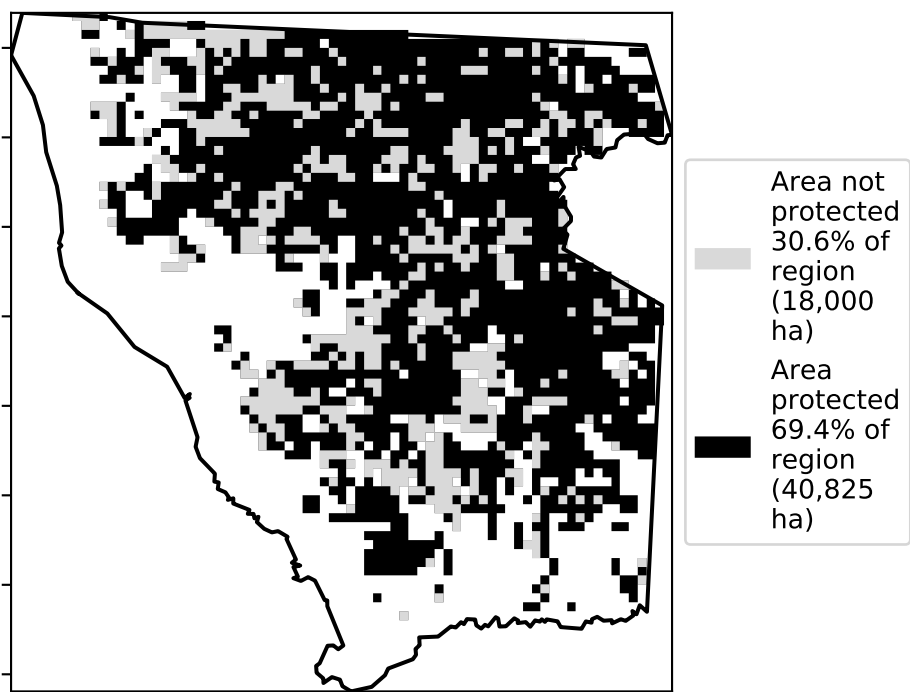 Area not
protected
30.6% of
region
(18,000
ha)
Area
protected
69.4% of
region
(40,825
ha)